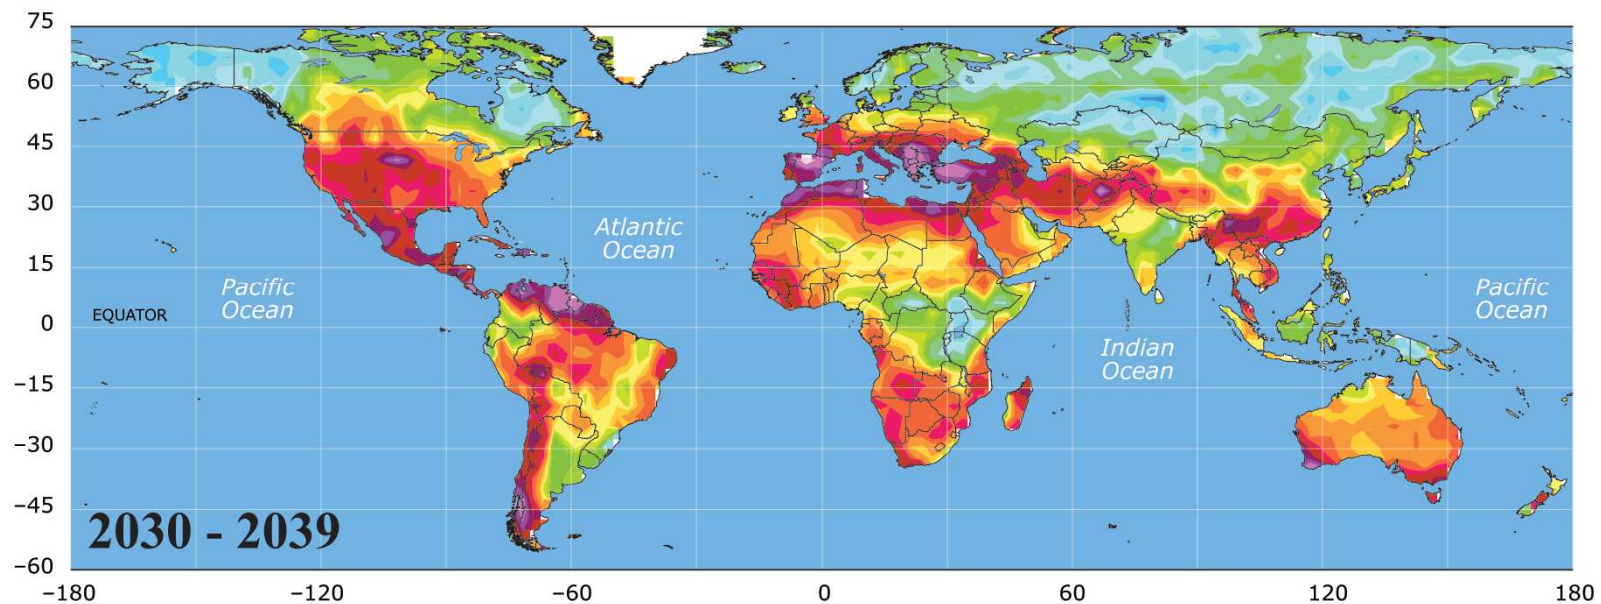 75
60
45
30
15
0
−15
−30
−45
−60
Atlantic
Ocean
Pacific
Ocean
Pacific
Ocean
EQUATOR
Indian
Ocean
2030 - 2039
−180
−120
−60
0
60
120
180